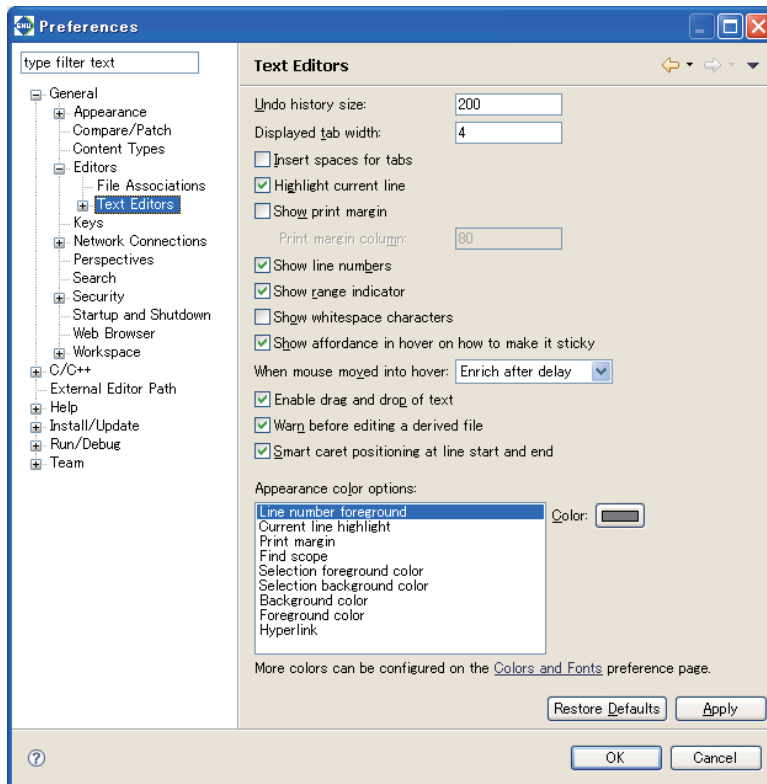 GNU Preferences
type filter text
General
Appearance
Compare/Patch
Content Types
Editors
File Associations
Text Editors
Keys
Network Connections
Perspectives
Search
Security
Startup and Shutdown
Web Browser
Workspace
C/C++
External Editor Path
Help
Install/Update
Run/Debug
Team
Text Editors
Undo history size: 200
Displayed tab width: 4
Insert spaces for tabs
Highlight current line
Show print margin
Print margin column: 80
Show line numbers
Show range indicator
Show whitespace characters
Show affordance in hover on how to make it sticky
When mouse moved into hover: Enrich after delay
Enable drag and drop of text
Warn before editing a derived file
Smart caret positioning at line start and end
Appearance color options:
Line number foreground
Current line highlight
Print margin
Find scope
Selection foreground color
Selection background color
Background color
Foreground color
Hyperlink
Color:
More colors can be configured on the Colors and Fonts preference page.
Restore Defaults Apply
? OK Cancel